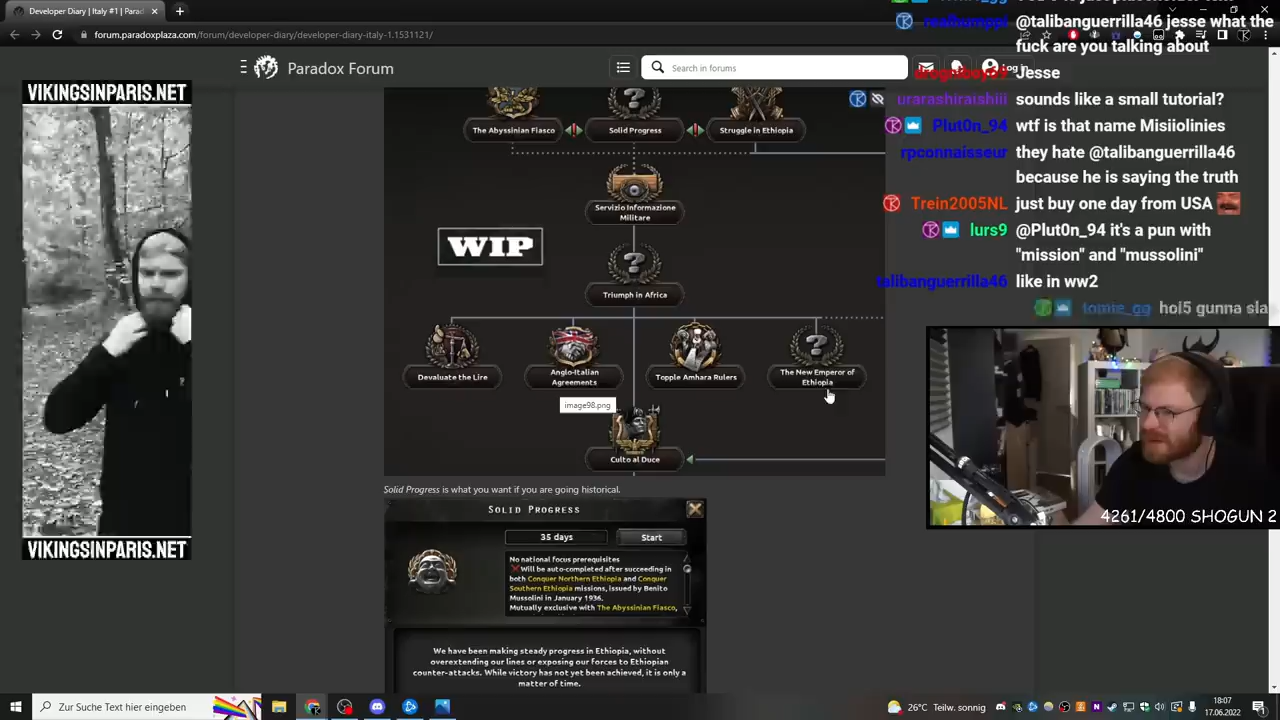 Developer Diary | Italy #1 | Parad
forum.paradoxplaza.com/forum/developer-diary/developer-diary-italy-1.1531121/
Paradox Forum
Search in forums
Log
VIKINGSINPARIS.NET
VIKINGSINPARIS.NET
The Abyssinian Fiasco
Solid Progress
Struggle in Ethiopia
Servizio Informazione
Militare
WIP
Triumph in Africa
Devaluate the Lire
Anglo-Italian
Agreements
Topple Amhara Rulers
The New Emperor of
Ethiopia
image98.png
Culto al Duce
Solid Progress is what you want if you are going historical.
SOLID PROGRESS
35 days
Start
No national focus prerequisites
Will be auto-completed after succeeding in
both Conquer Northern Ethiopia and Conquer
Southern Ethiopia missions, issued by Benito
Mussolini in January 1936.
Mutually exclusive with The Abyssinian Fiasco,
We have been making steady progress in Ethiopia, without
overextending our lines or exposing our forces to Ethiopian
counter-attacks. While victory has not yet been achieved, it is only a
matter of time.
@talibanguerrilla46 jesse what the
fuck are you talking about
Jesse
urarashiraishiii sounds like a small tutorial?
Plut0n_94 wtf is that name Misiiolinies
rpconnaisseur they hate @talibanguerrilla46
because he is saying the truth
Trein2005NL just buy one day from USA
lurs9 @Plut0n_94 it's a pun with
"mission" and "mussolini"
talibanguerrilla46 like in ww2
tomie_gg hoi5 gunna sla
4261/4800 SHOGUN 2
Zur Suche Text hier eingeben
26°C Teilw. sonnig
18:07
17.06.2022